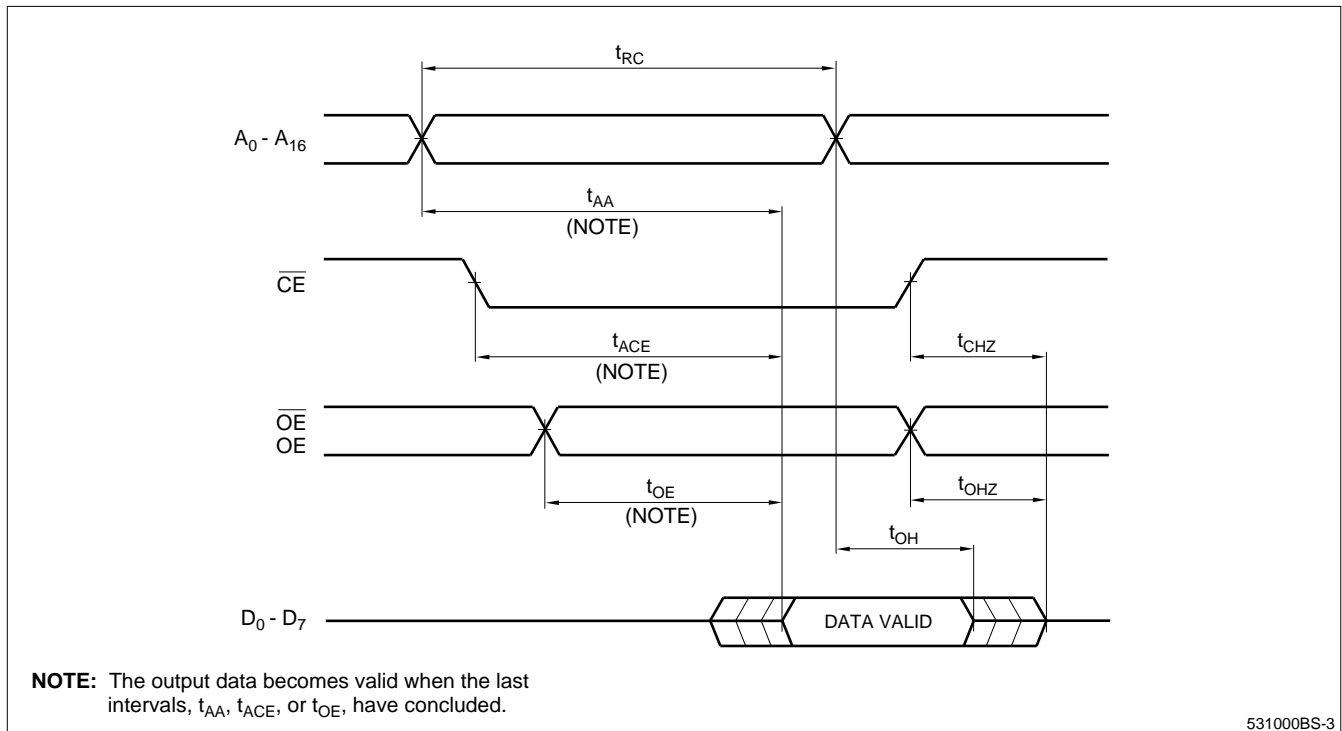 tRC
A0 - A16
tAA
(NOTE)
CE
tACE
(NOTE)
tCHZ
OE
OE
tOE
(NOTE)
tOHZ
tOH
D0 - D7
DATA VALID
NOTE: The output data becomes valid when the last
intervals, tAA, tACE, or tOE, have concluded.
531000BS-3